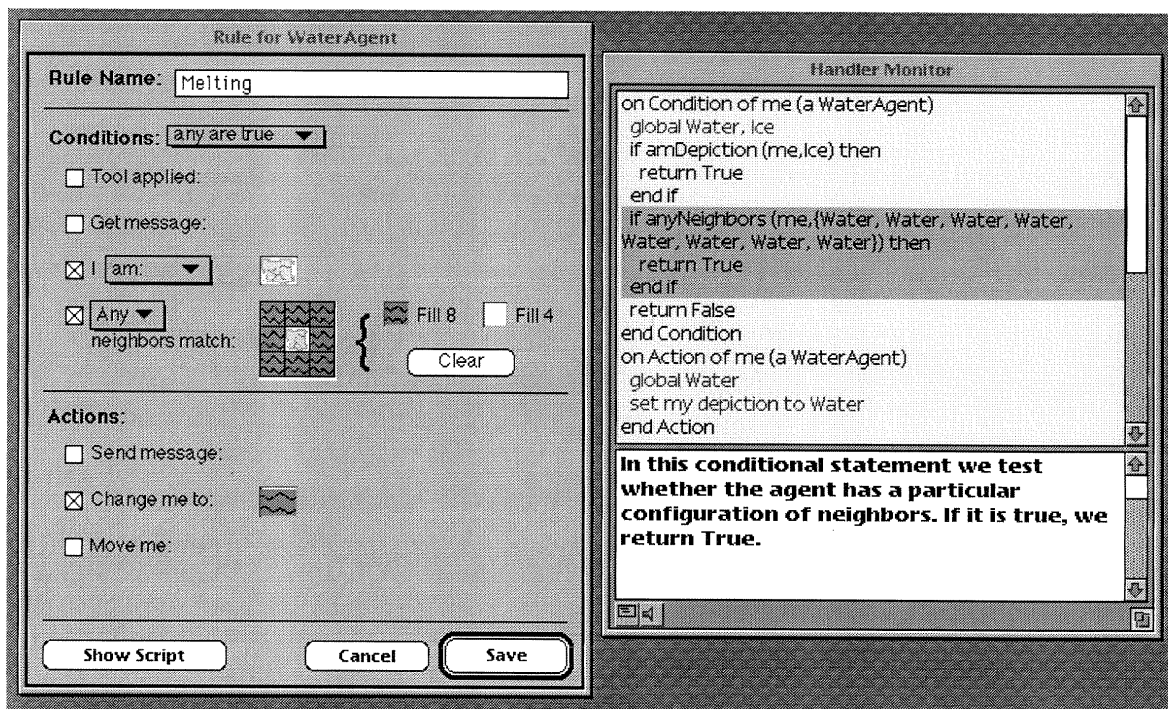 Rule for WaterAgent
Rule Name: Melting
Conditions: any are true
Tool applied:
Get message:
I am:
Any
neighbors match:
Fill 8
Fill 4
Clear
Actions:
Send message:
Change me to:
Move me:
Show Script
Cancel
Save
Handler Monitor
on Condition of me (a WaterAgent)
global Water, Ice
if amDepiction (me,Ice) then
return True
end if
if anyNeighbors (me,{Water, Water, Water, Water,
Water, Water, Water, Water}) then
return True
end if
return False
end Condition
on Action of me (a WaterAgent)
global Water
set my depiction to Water
end Action
In this conditional statement we test
whether the agent has a particular
configuration of neighbors. If it is true, we
return True.